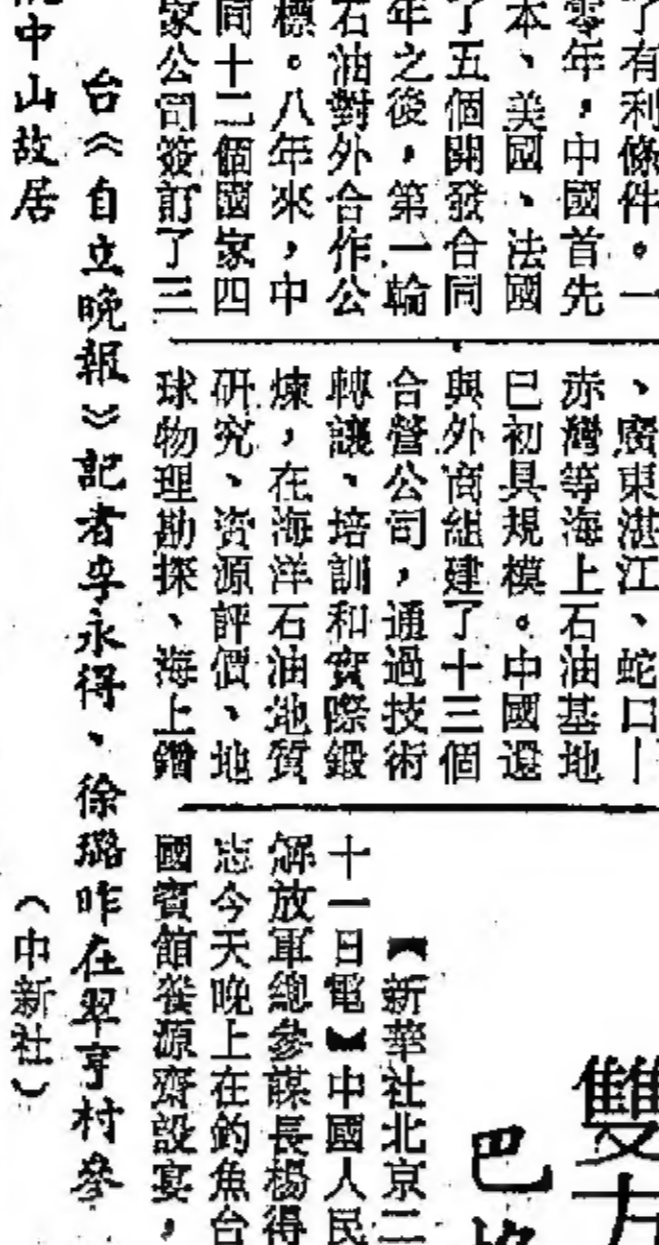 了有利條件。一
零年，中國首先
本、美國、法國
了五個開發合同
年之後，第一輪
石油對外合作公
標。八年來，中
同十二個國家四
家公司簽訂了三
、廣東湛江、蛇口—
赤灣等海上石油基地
已初具規模。中國還
與外商組建了十三個
合營公司，通過技術
轉讓、培訓和實際鍛
煉，在海洋石油地質
研究、資源評價、地
球物理勘探、海上鑽
雙方
巴
【新華社北京二
十一日電】中國人民
解放軍總參謀長楊得
志今天晚上在釣魚台
國賓館養源齋設宴，
台《自立晚報》記者李永得、徐璐昨在翠亨村參
中山故居
（中新社）